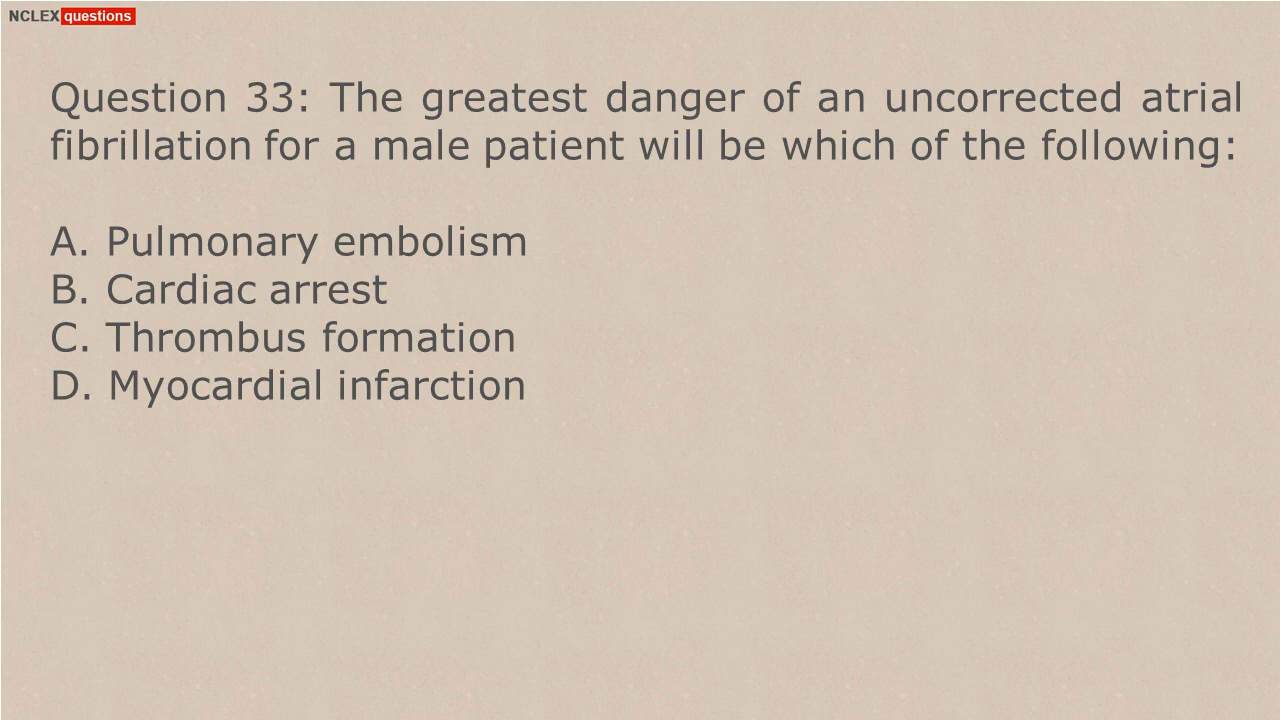 NCLEX questions
Question 33: The greatest danger of an uncorrected atrial
fibrillation for a male patient will be which of the following:
A. Pulmonary embolism
B. Cardiac arrest
C. Thrombus formation
D. Myocardial infarction